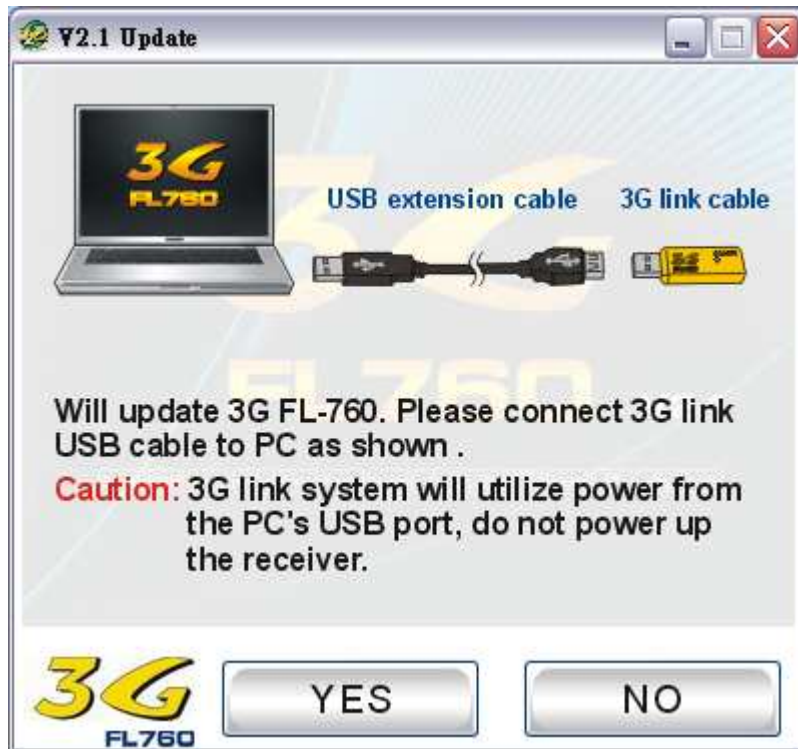 V2.1 Update
3G
FL760
USB extension cable
3G link cable
3G
FL760
Will update 3G FL-760. Please connect 3G link
USB cable to PC as shown .
Caution: 3G link system will utilize power from
the PC's USB port, do not power up
the receiver.
3G
FL760
YES
NO